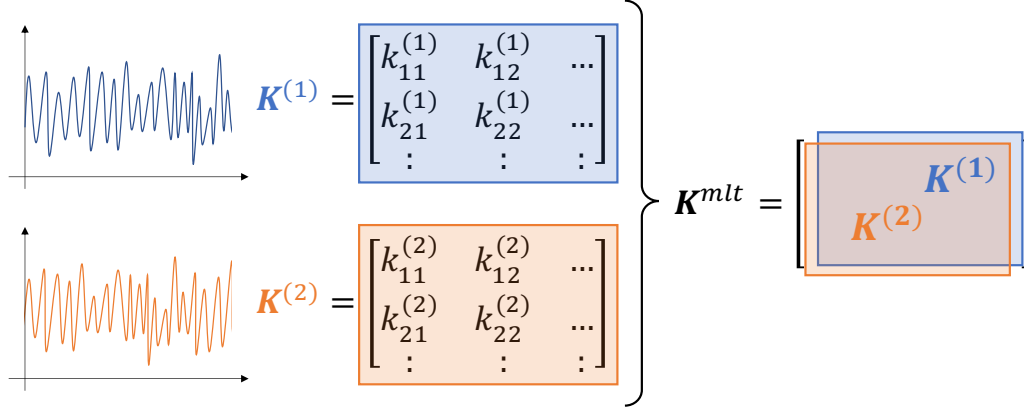 K^(1) = [ k_11^(1) k_12^(1) ...
k_21^(1) k_22^(1) ...
: : : ]
K^(2) = [ k_11^(2) k_12^(2) ...
k_21^(2) k_22^(2) ...
: : : ]
K^mlt = [ K^(1)
K^(2) ]